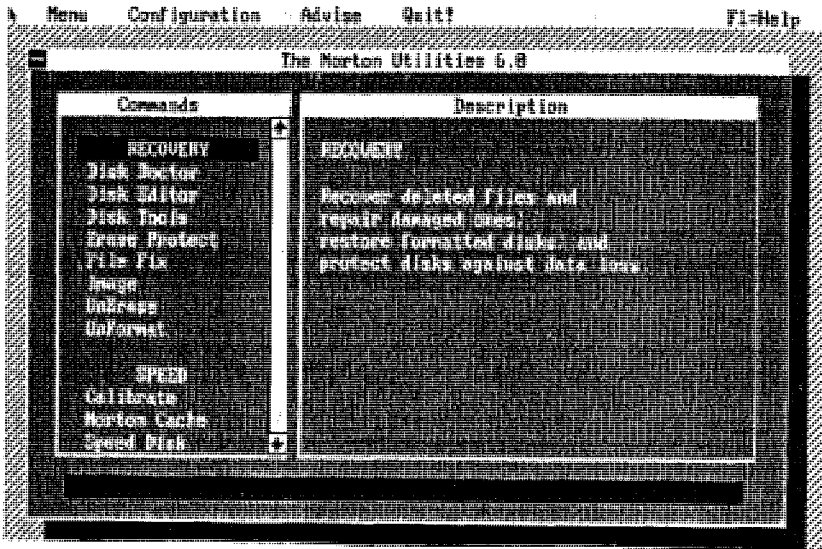 Menu Configuration Advise Quit! F1=Help
The Norton Utilities 6.0
Commands
RECOVERY
Disk Doctor
Disk Editor
Disk Tools
Erase Protect
File Fix
Image
UnErase
UnFormat
SPEED
Calibrate
Norton Cache
Speed Disk
Description
RECOVERY
Recover deleted files and
repair damaged ones;
restore formatted disks; and
protect disks against data loss.